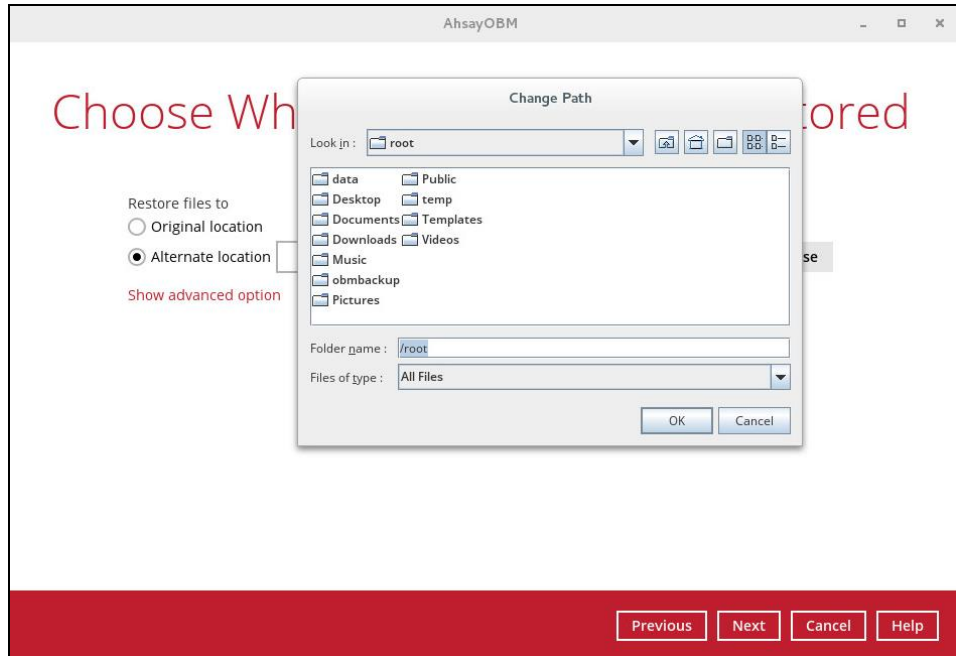 AhsayOBM
Choose Wh
Change Path
ored
Look in : root
data Public
Desktop temp
Documents Templates
Downloads Videos
Music
obmbackup
Pictures
Restore files to
Original location
Alternate location
se
Show advanced option
Folder name : /root
Files of type : All Files
OK Cancel
Previous Next Cancel Help